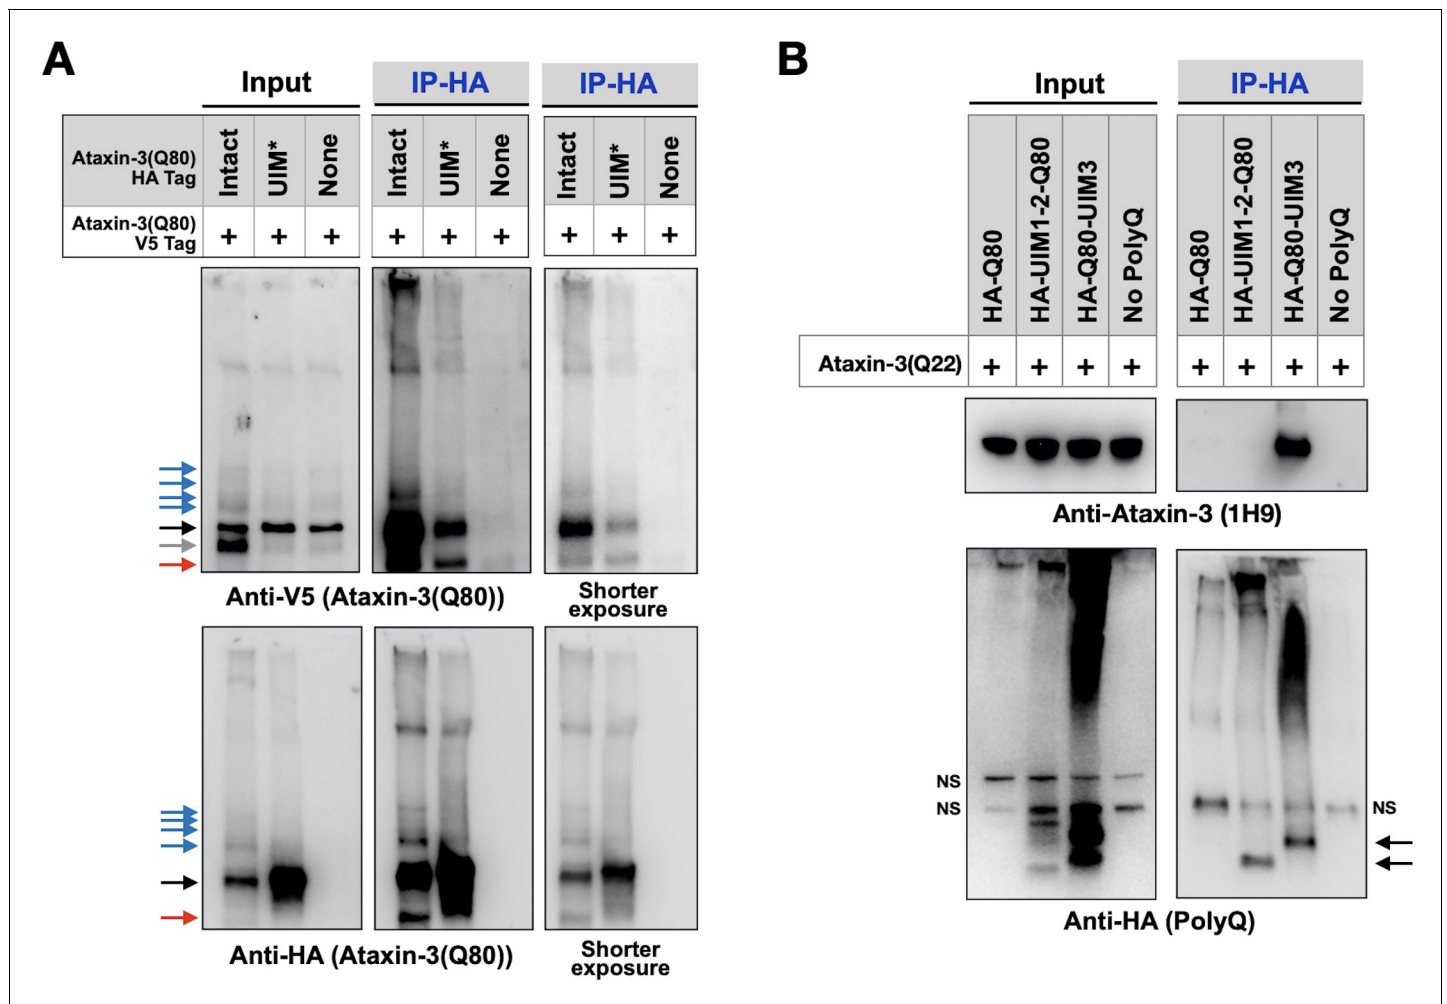 A
Input
IP-HA
IP-HA
Ataxin-3(Q80)
HA Tag
Intact
UIM*
None
Intact
UIM*
None
Intact
UIM*
None
Ataxin-3(Q80)
V5 Tag
+ + + + + + + + +
Anti-V5 (Ataxin-3(Q80))
Shorter
exposure
Anti-HA (Ataxin-3(Q80))
Shorter
exposure
B
Input
IP-HA
HA-Q80
HA-UIM1-2-Q80
HA-Q80-UIM3
No PolyQ
HA-Q80
HA-UIM1-2-Q80
HA-Q80-UIM3
No PolyQ
Ataxin-3(Q22)
+ + + + + + + +
Anti-Ataxin-3 (1H9)
NS
NS
NS
Anti-HA (PolyQ)